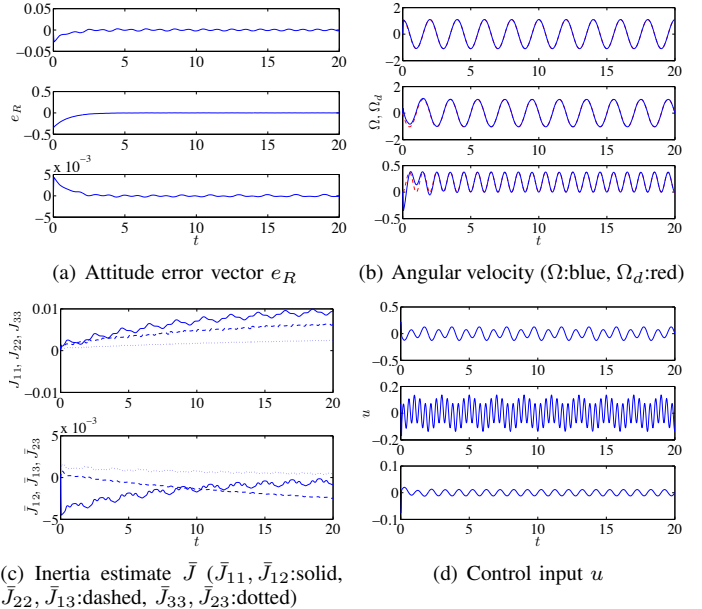 0.05
0
−0.05
0 5 10 15 20
0.5
0
−0.5
0 5 10 15 20
e_R
x 10^−3
5
0
−5
0 5 10 15 20
t
(a) Attitude error vector e_R
2
0
−2
0 5 10 15 20
2
0
−2
0 5 10 15 20
Ω, Ω_d
0.5
0
−0.5
0 5 10 15 20
t
(b) Angular velocity (Ω:blue, Ω_d:red)
0.01
0
−0.01
0 5 10 15 20
J̄_11, J̄_22, J̄_33
x 10^−3
5
0
−5
0 5 10 15 20
J̄_12, J̄_13, J̄_23
t
(c) Inertia estimate J̄ (J̄_11, J̄_12:solid,
J̄_22, J̄_13:dashed, J̄_33, J̄_23:dotted)
0.5
0
−0.5
0 5 10 15 20
0.2
0
−0.2
0 5 10 15 20
u
0.1
0
−0.1
0 5 10 15 20
t
(d) Control input u